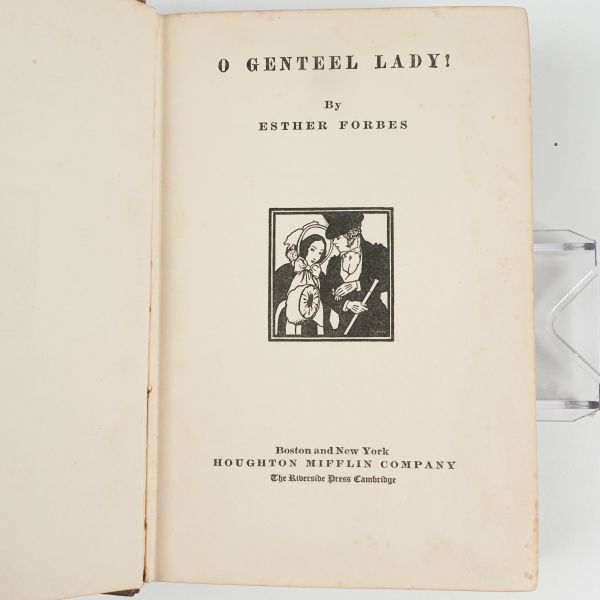 O GENTEEL LADY!
By
ESTHER FORBES
Boston and New York
HOUGHTON MIFFLIN COMPANY
The Riverside Press Cambridge